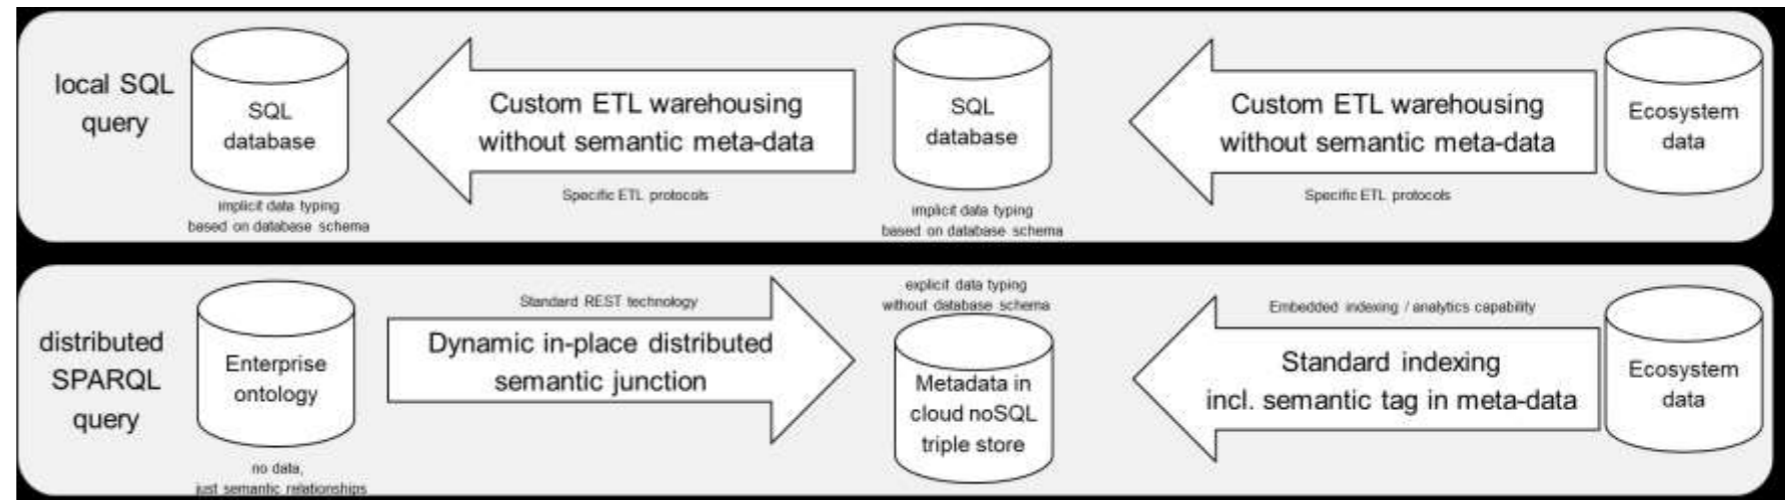 local SQL
query
SQL
database
implicit data typing
based on database schema
Custom ETL warehousing
without semantic meta-data
Specific ETL protocols
SQL
database
implicit data typing
based on database schema
Custom ETL warehousing
without semantic meta-data
Specific ETL protocols
Ecosystem
data
distributed
SPARQL
query
Enterprise
ontology
no data,
just semantic relationships
Standard REST technology
Dynamic in-place distributed
semantic junction
explicit data typing
without database schema
Metadata in
cloud noSQL
triple store
Embedded indexing / analytics capability
Standard indexing
incl. semantic tag in meta-data
Ecosystem
data